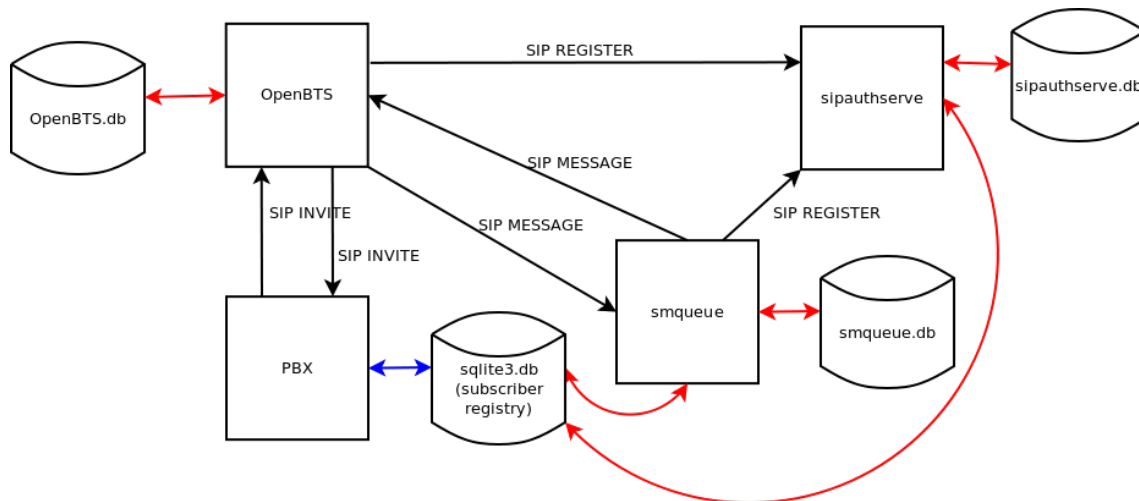 SIP REGISTER
OpenBTS
sipauthserve
sipauthserve.db
OpenBTS.db
SIP MESSAGE
SIP INVITE
SIP MESSAGE
SIP REGISTER
SIP INVITE
smqueue
smqueue.db
PBX
sqlite3.db
(subscriber
registry)